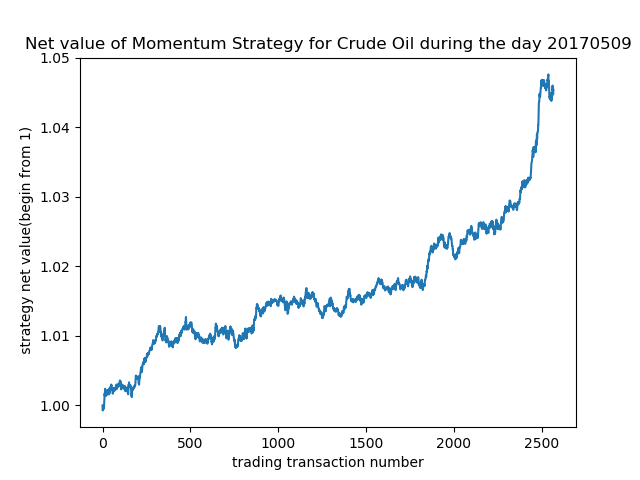 Net value of Momentum Strategy for Crude Oil during the day 20170509
1.05
1.04
1.03
1.02
1.01
1.00
strategy net value(begin from 1)
0 500 1000 1500 2000 2500
trading transaction number